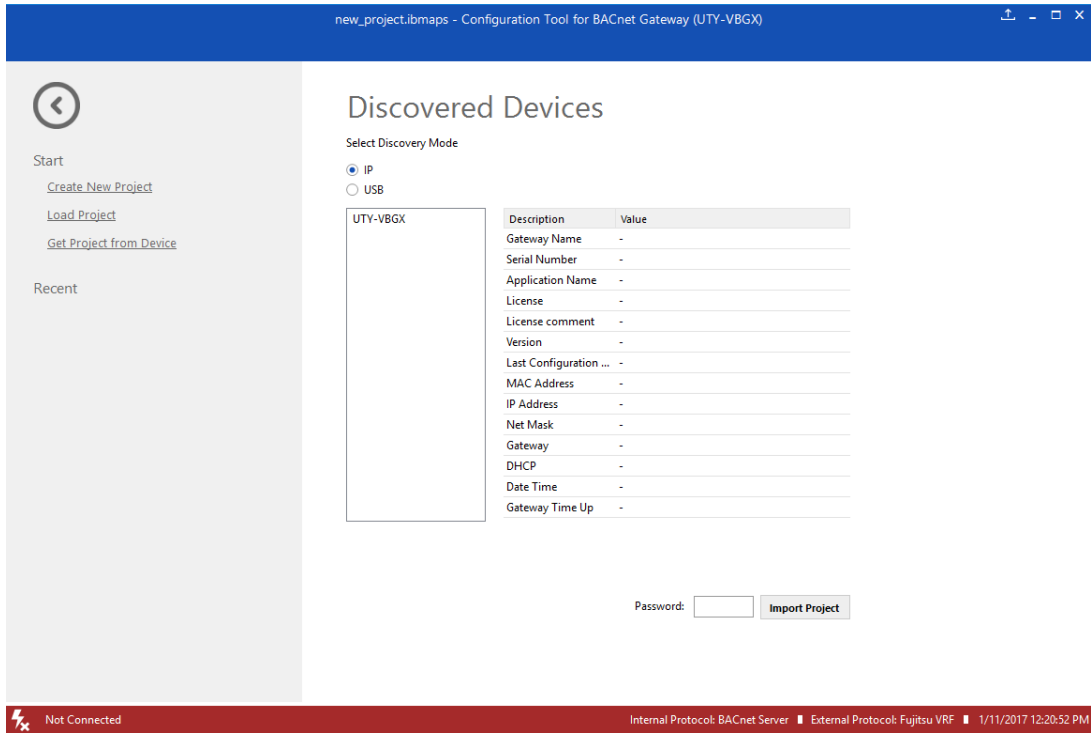 new_project.ibmaps - Configuration Tool for BACnet Gateway (UTY-VBGX)
Start
Create New Project
Load Project
Get Project from Device
Recent
Discovered Devices
Select Discovery Mode
IP
USB
UTY-VBGX
Description Value
Gateway Name -
Serial Number -
Application Name -
License -
License comment -
Version -
Last Configuration ... -
MAC Address -
IP Address -
Net Mask -
Gateway -
DHCP -
Date Time -
Gateway Time Up -
Password: Import Project
Not Connected Internal Protocol: BACnet Server External Protocol: Fujitsu VRF 1/11/2017 12:20:52 PM